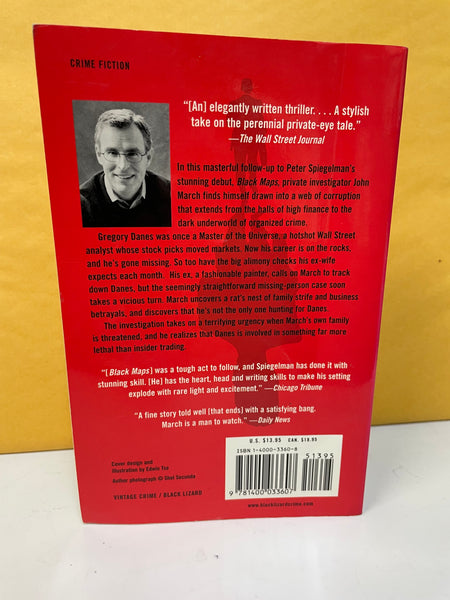 CRIME FICTION
“[An] elegantly written thriller. . . . A stylish
take on the perennial private-eye tale.”
—The Wall Street Journal
In this masterful follow-up to Peter Spiegelman's
stunning debut, Black Maps, private investigator John
March finds himself drawn into a web of corruption
that extends from the halls of high finance to the
dark underworld of organized crime.
Gregory Danes was once a Master of the Universe, a hotshot Wall Street
analyst whose stock picks moved markets. Now his career is on the rocks,
and he's gone missing. So too have the big alimony checks his ex-wife
expects each month. His ex, a fashionable painter, calls on March to track
down Danes, but the seemingly straightforward missing-person case soon
takes a vicious turn. March uncovers a rat's nest of family strife and business
betrayals, and discovers that he's not the only one hunting for Danes.
The investigation takes on a terrifying urgency when March's own family
is threatened, and he realizes that Danes is involved in something far more
lethal than insider trading.
“[Black Maps] was a tough act to follow, and Spiegelman has done it with
stunning skill. [He] has the heart, head and writing skills to make his setting
explode with rare light and excitement.” —Chicago Tribune
“A fine story told well [that ends] with a satisfying bang.
March is a man to watch.” —Daily News
Cover design and
illustration by Edwin Tse
Author photograph © Sigi Seconda
VINTAGE CRIME / BLACK LIZARD
U.S. $13.95 CAN. $18.95
ISBN 1-4000-3360-8
51395
9 781400 033607
www.blacklizardcrime.com